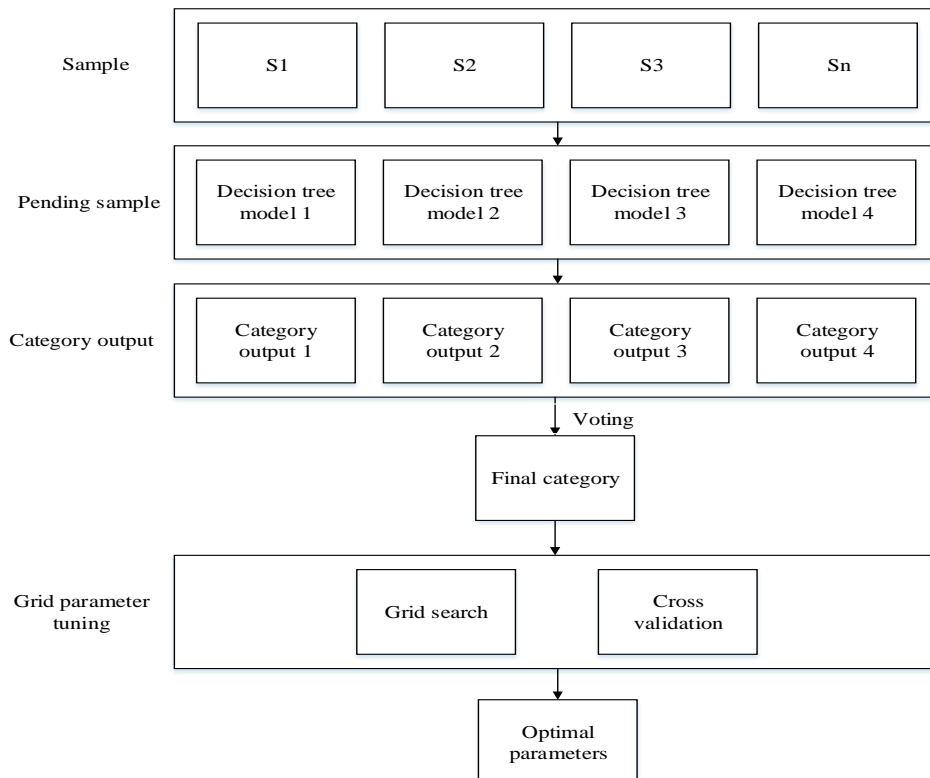 Sample
S1
S2
S3
Sn
Pending sample
Decision tree
model 1
Decision tree
model 2
Decision tree
model 3
Decision tree
model 4
Category output
Category
output 1
Category
output 2
Category
output 3
Category
output 4
Voting
Final category
Grid parameter
tuning
Grid search
Cross
validation
Optimal
parameters